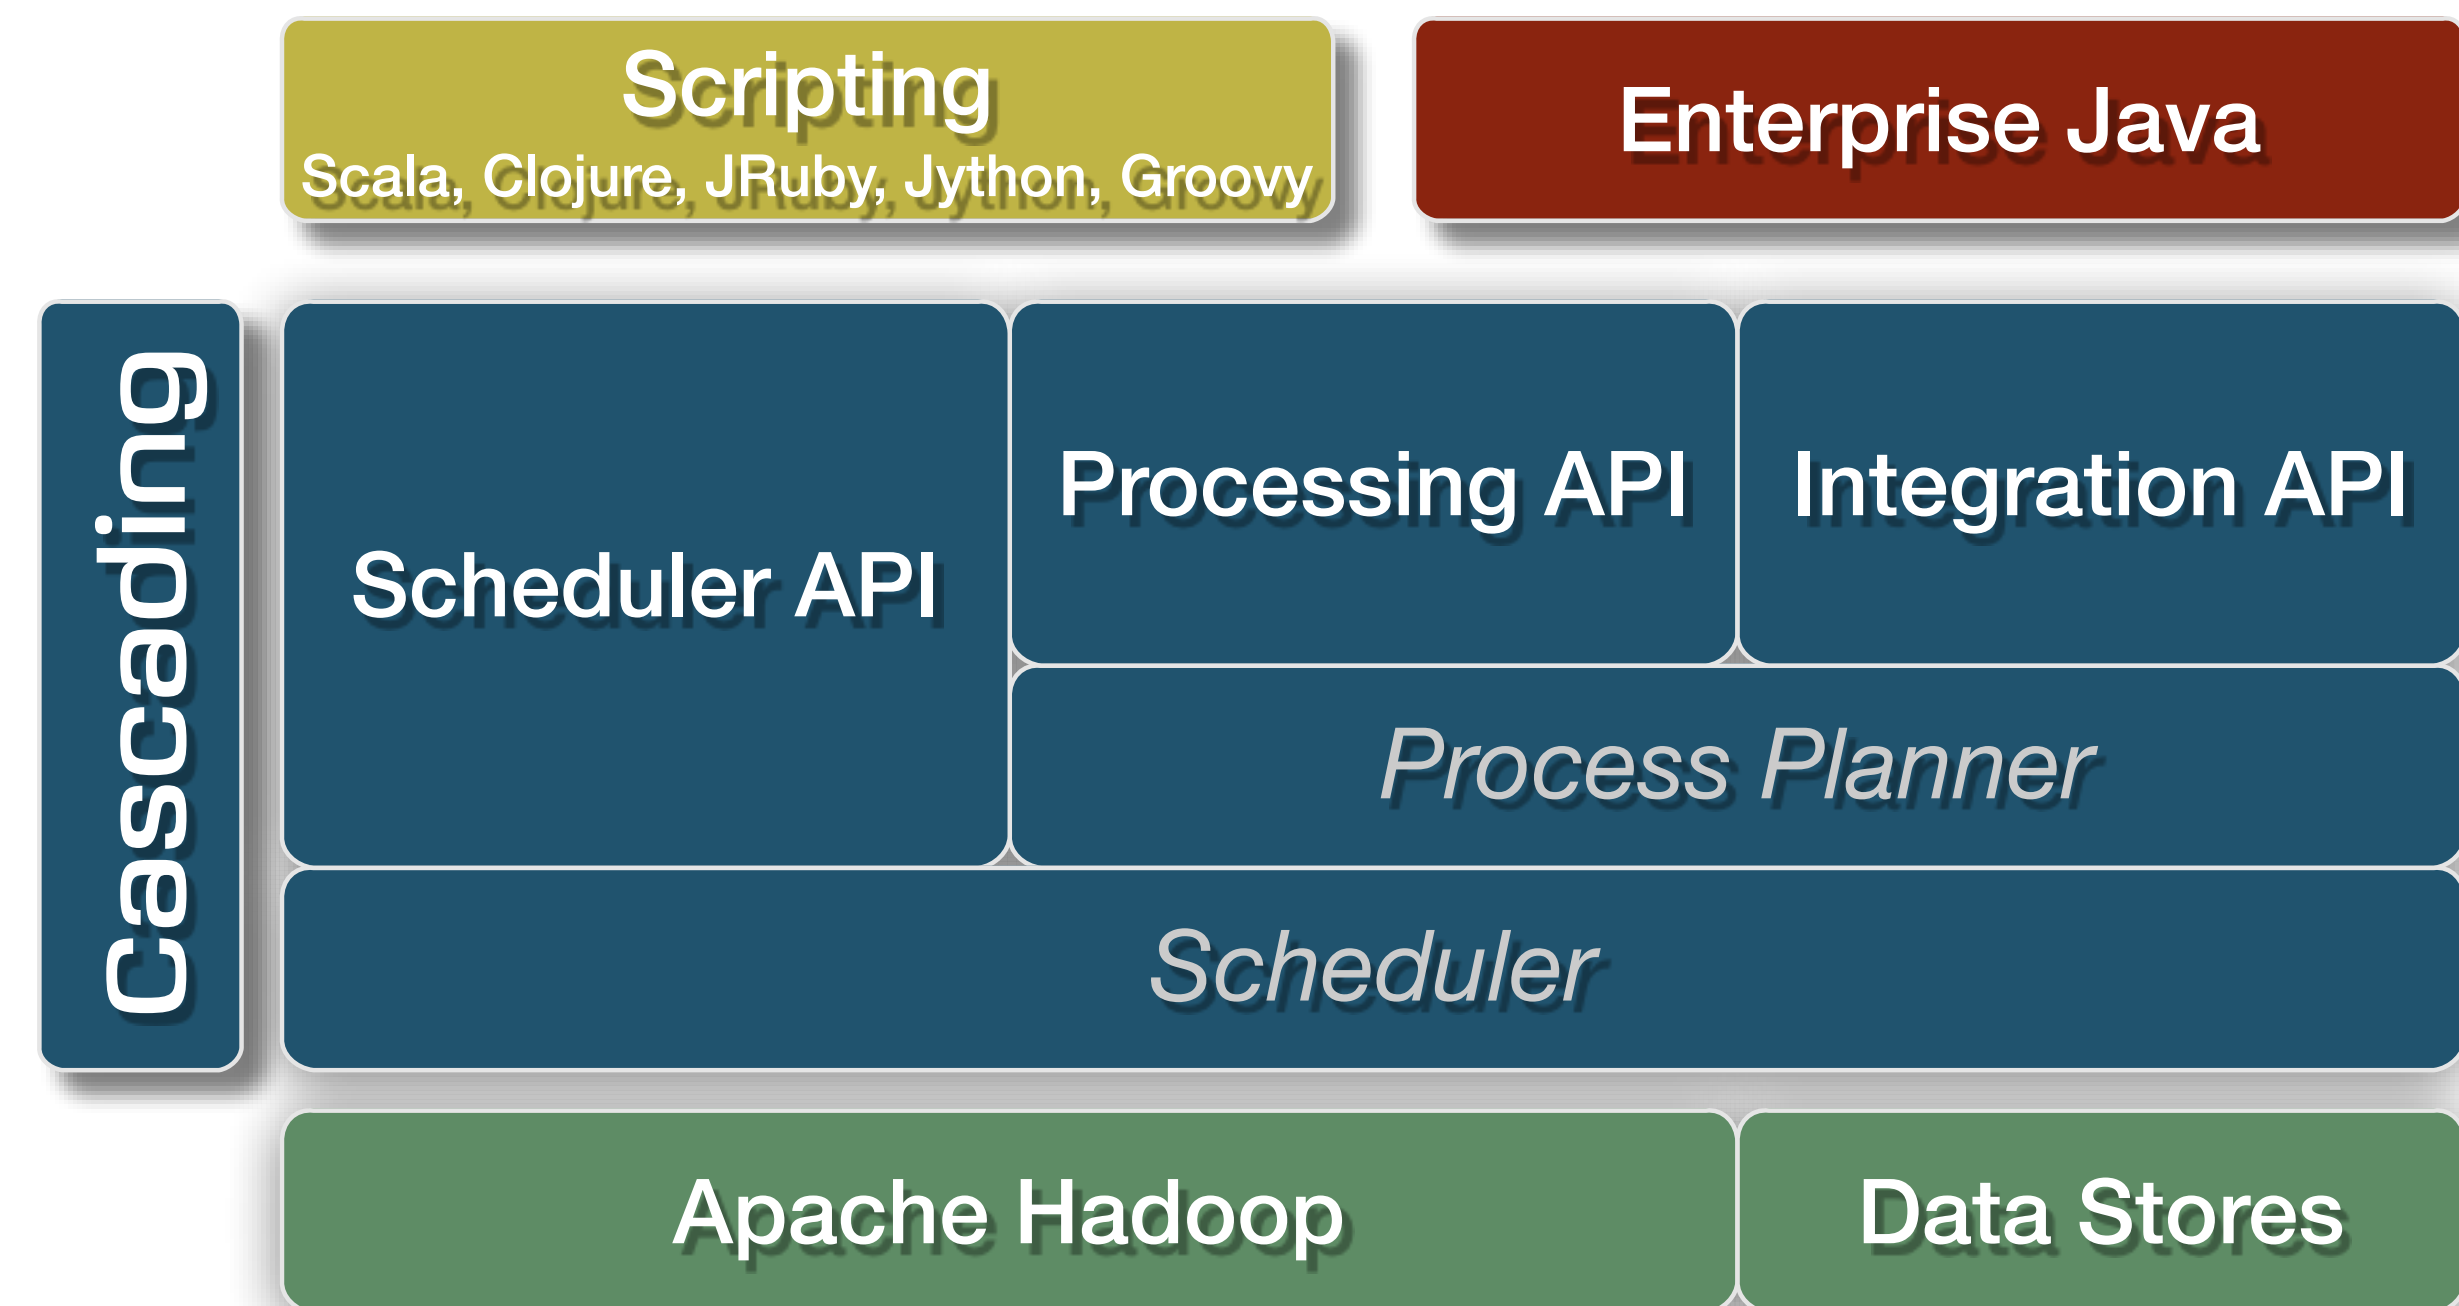 Scripting
Scala, Clojure, JRuby, Jython, Groovy
Enterprise Java
Cascading
Scheduler API
Processing API
Integration API
Process Planner
Scheduler
Apache Hadoop
Data Stores